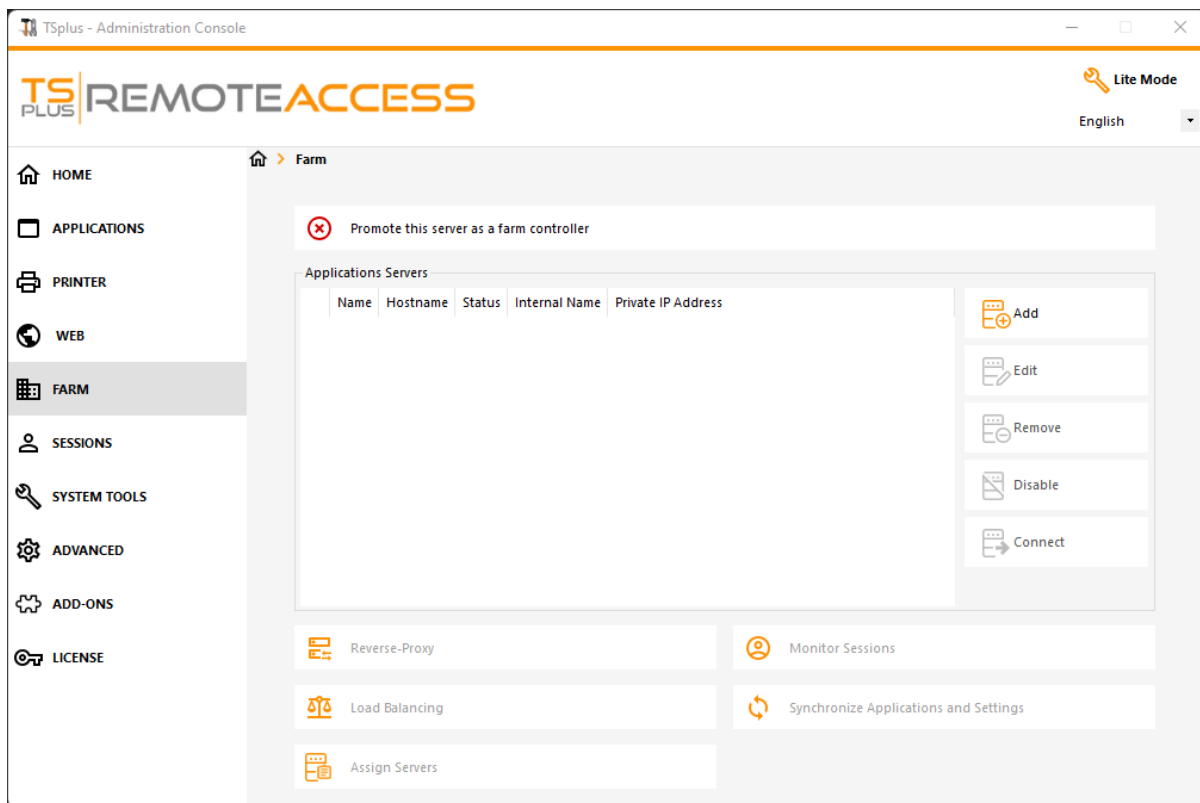 TSplus - Administration Console
TS PLUS REMOTEACCESS
Lite Mode
English
HOME
APPLICATIONS
PRINTER
WEB
FARM
SESSIONS
SYSTEM TOOLS
ADVANCED
ADD-ONS
LICENSE
> Farm
Promote this server as a farm controller
Applications Servers
Name Hostname Status Internal Name Private IP Address
Add
Edit
Remove
Disable
Connect
Reverse-Proxy
Monitor Sessions
Load Balancing
Synchronize Applications and Settings
Assign Servers